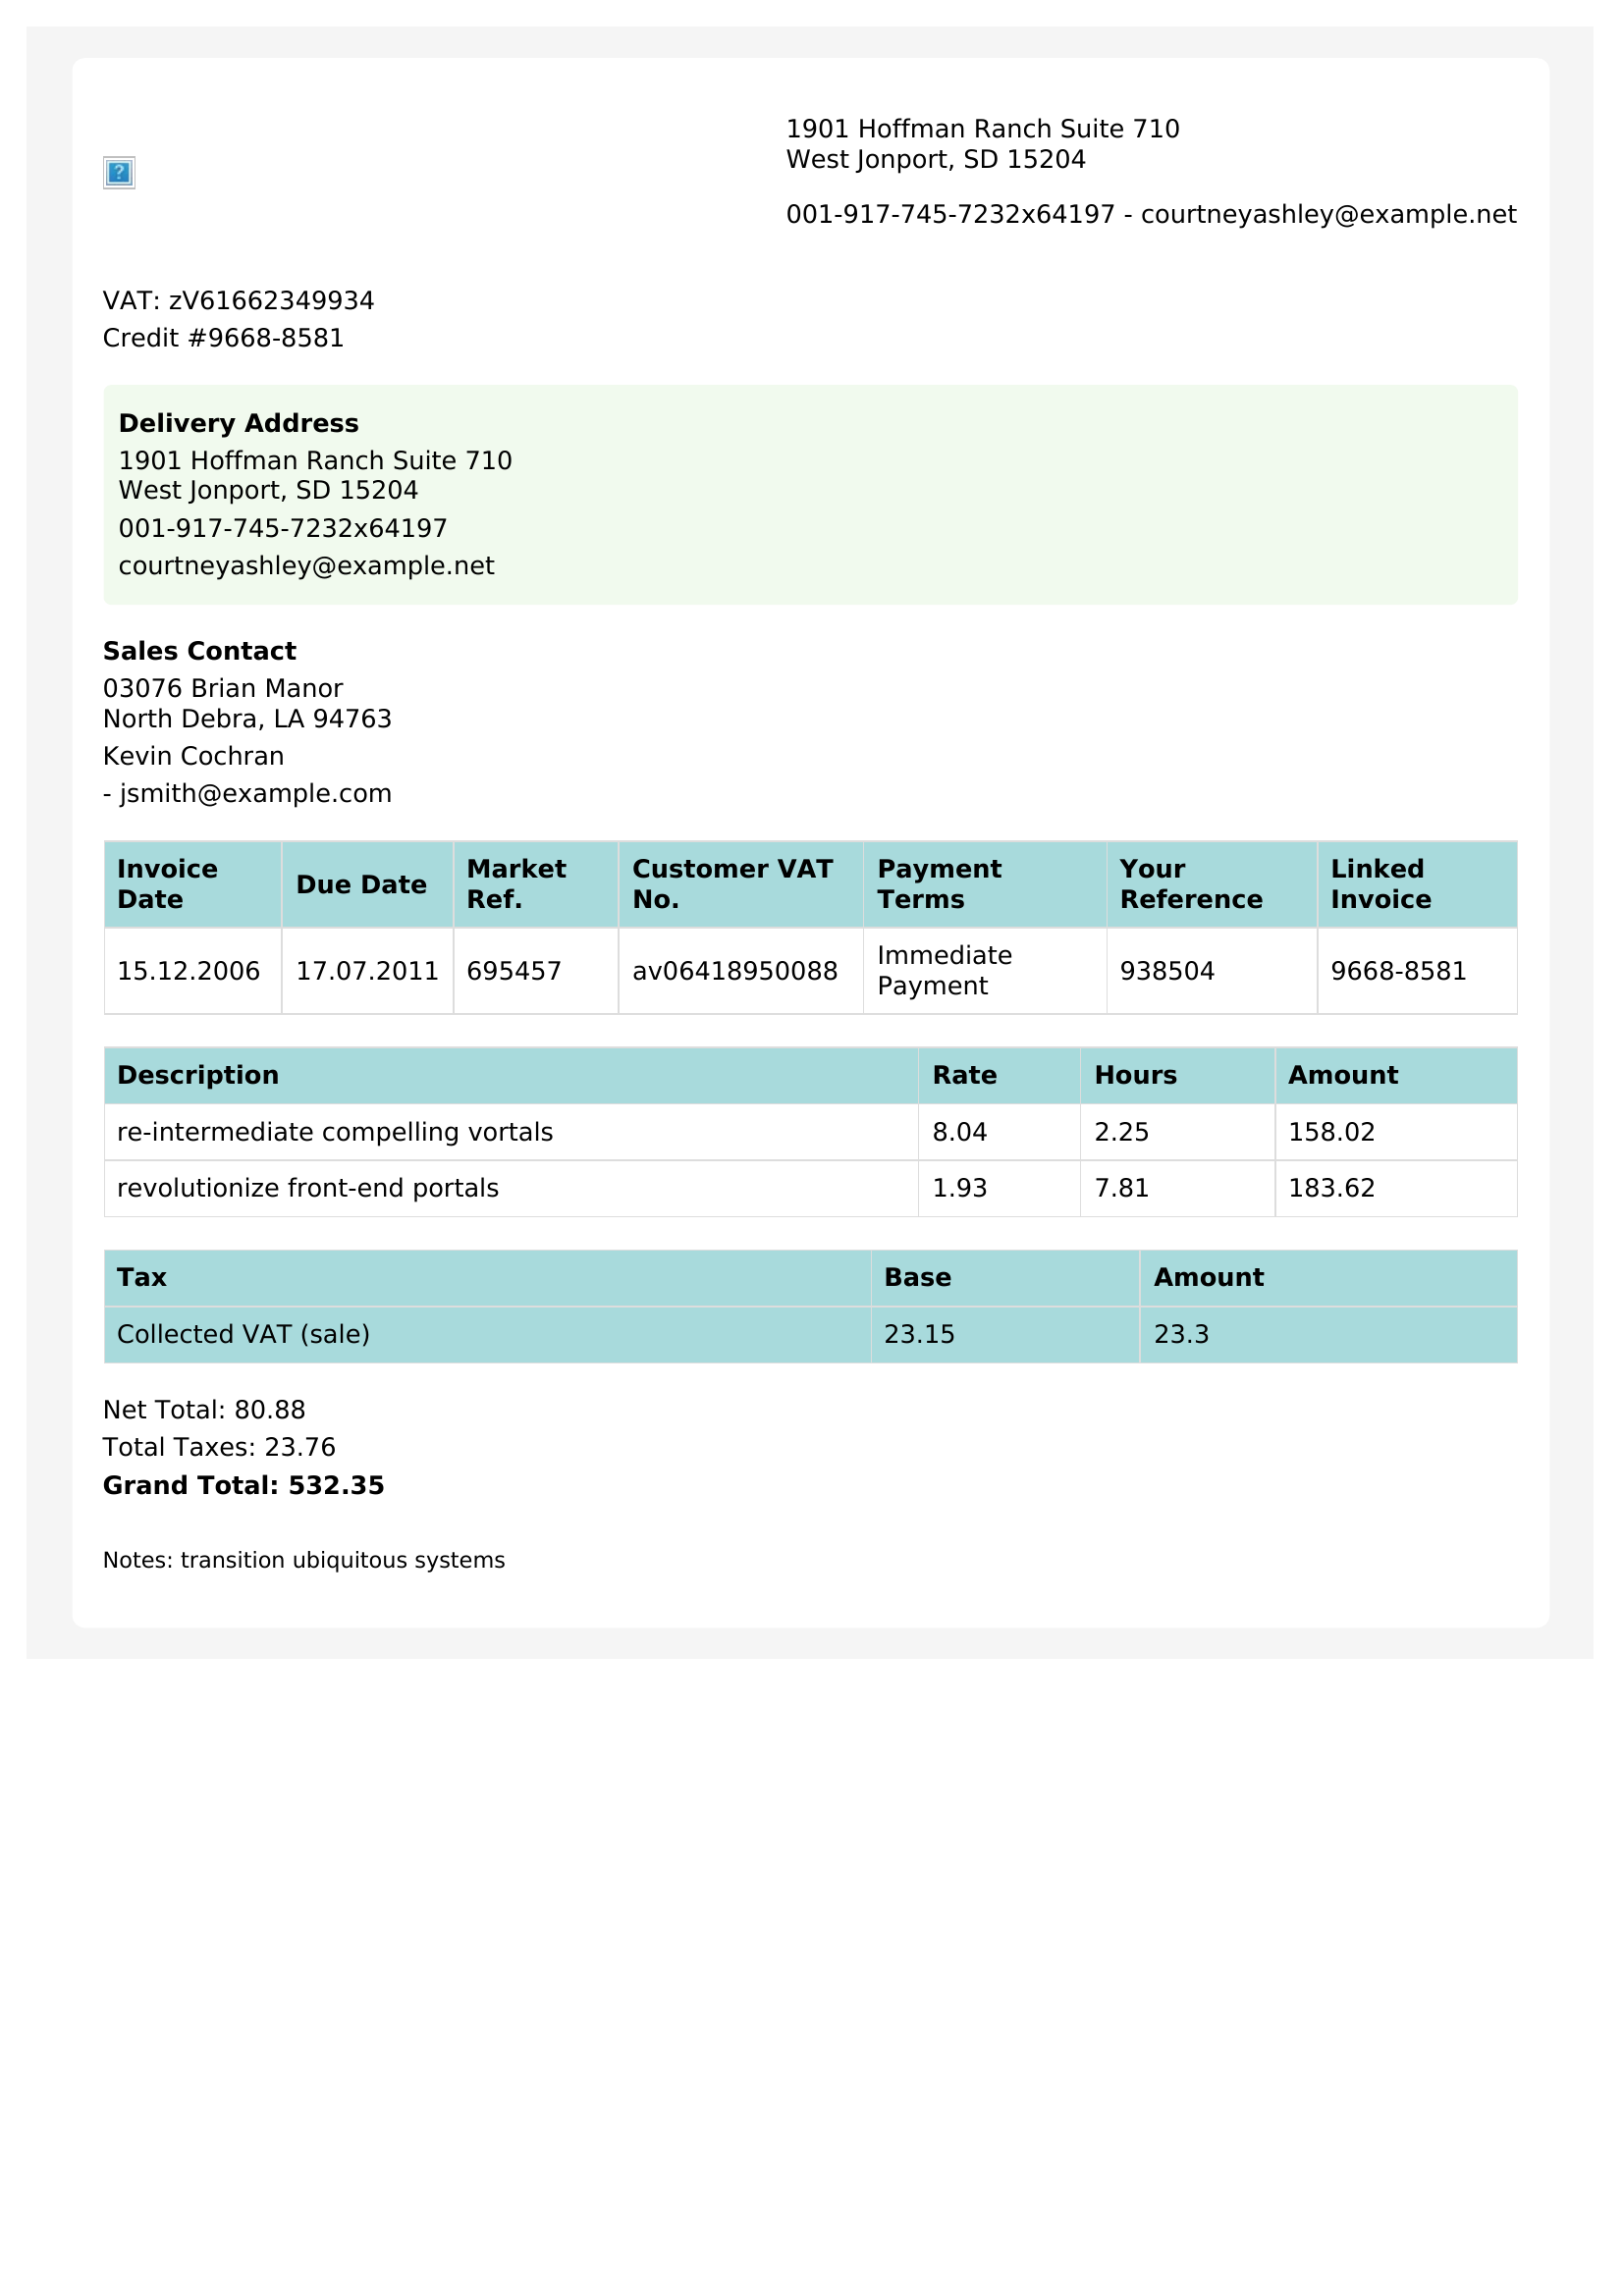 1901 Hoffman Ranch Suite 710
West Jonport, SD 15204
001-917-745-7232x64197 - courtneyashley@example.net
VAT: zV61662349934
Credit #9668-8581
Delivery Address
1901 Hoffman Ranch Suite 710
West Jonport, SD 15204
001-917-745-7232x64197
courtneyashley@example.net
Sales Contact
03076 Brian Manor
North Debra, LA 94763
Kevin Cochran
- jsmith@example.com
Invoice Date Due Date Market Ref. Customer VAT No. Payment Terms Your Reference Linked Invoice
15.12.2006 17.07.2011 695457 av06418950088 Immediate Payment 938504 9668-8581
Description Rate Hours Amount
re-intermediate compelling vortals 8.04 2.25 158.02
revolutionize front-end portals 1.93 7.81 183.62
Tax Base Amount
Collected VAT (sale) 23.15 23.3
Net Total: 80.88
Total Taxes: 23.76
Grand Total: 532.35
Notes: transition ubiquitous systems